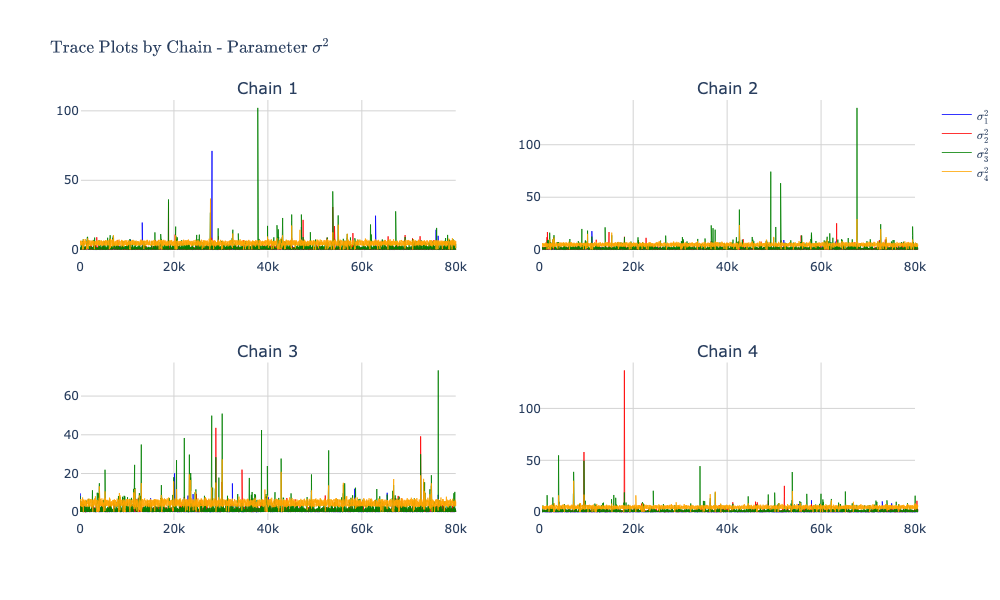 Trace Plots by Chain - Parameter σ²
Chain 1
100
50
0
0 20k 40k 60k 80k
Chain 2
100
50
0
0 20k 40k 60k 80k
σ₁²
σ₂²
σ₃²
σ₄²
Chain 3
60
40
20
0
0 20k 40k 60k 80k
Chain 4
100
50
0
0 20k 40k 60k 80k